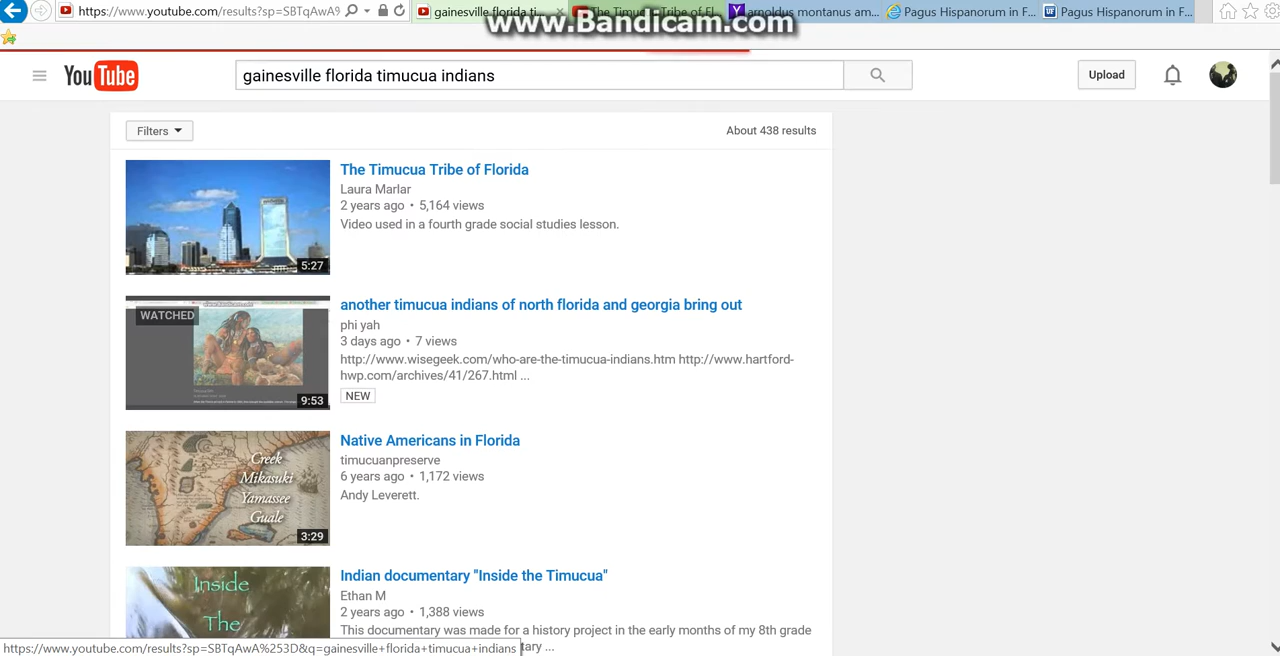 https://www.youtube.com/results?sp=SBTqAwA%
gainesville florida ti...
The Timucua Tribe of Fl...
arnoldus montanus am...
Pagus Hispanorum in F...
Pagus Hispanorum in F...
www.Bandicam.com
YouTube
gainesville florida timucua indians
Upload
Filters
About 438 results
The Timucua Tribe of Florida
Laura Marlar
2 years ago • 5,164 views
Video used in a fourth grade social studies lesson.
5:27
another timucua indians of north florida and georgia bring out
WATCHED
phi yah
3 days ago • 7 views
http://www.wisegeek.com/who-are-the-timucua-indians.htm http://www.hartford-
hwp.com/archives/41/267.html ...
NEW
9:53
Native Americans in Florida
timucuanpreserve
6 years ago • 1,172 views
Andy Leverett.
Creek
Mikasuki
Yamassee
Guale
3:29
Indian documentary "Inside the Timucua"
Ethan M
2 years ago • 1,388 views
This documentary was made for a history project in the early months of my 8th grade
tary ...
Inside
The
https://www.youtube.com/results?sp=SBTqAwA%253D&q=gainesville+florida+timucua+indians